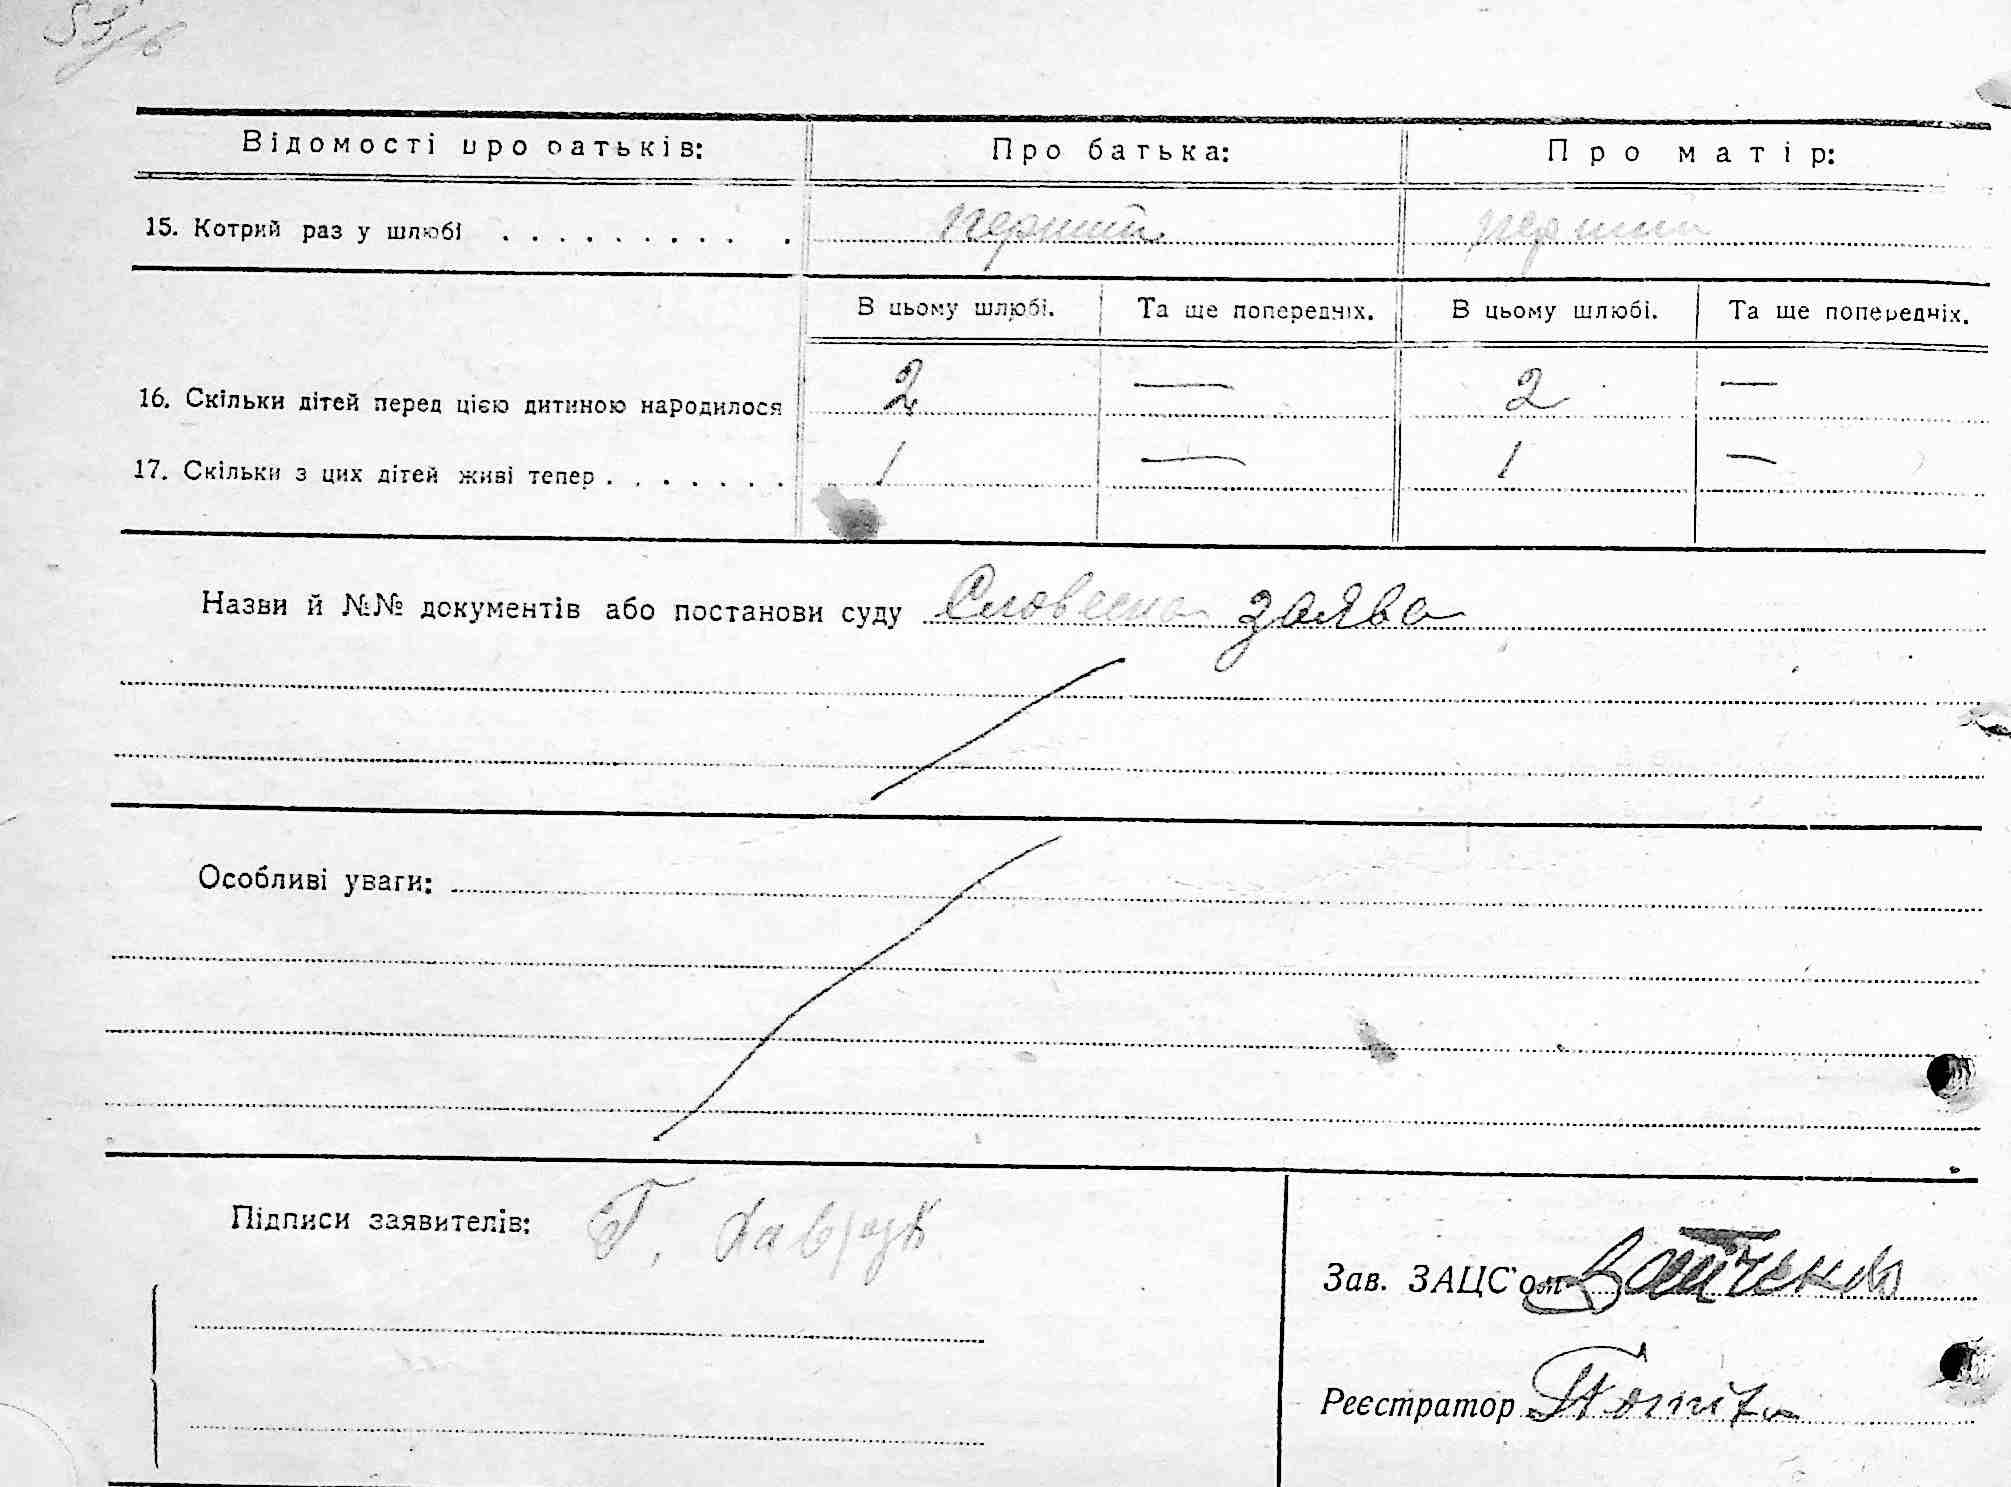 Відомості про батьків: Про батька: Про матір:
15. Котрий раз у шлюбі . . . . . . . . . . перший перший
В цьому шлюбі. Та ще попередніх. В цьому шлюбі. Та ще попередніх.
16. Скільки дітей перед цією дитиною народилося 2 — 2 —
17. Скільки з цих дітей живі тепер . . . . . . . 1 — 1 —
Назви й №№ документів або постанови суду Словесна заява
Особливі уваги:
Підписи заявителів: Г.
Зав. ЗАЦС'ом
Реєстратор